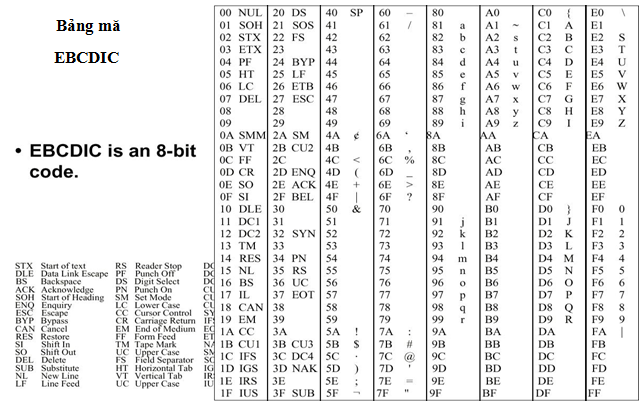 Bảng mã
EBCDIC
• EBCDIC is an 8-bit
code.
00 NUL 20 DS 40 SP 60 – 80 A0 C0 { E0 \
01 SOH 21 SOS 41 61 / 81 a A1 ~ C1 A E1
02 STX 22 FS 42 62 82 b A2 s C2 B E2 S
03 ETX 23 43 63 83 c A3 t C3 C E3 T
04 PF 24 BYP 44 64 84 d A4 u C4 D E4 U
05 HT 25 LF 45 65 85 e A5 v C5 E E5 V
06 LC 26 ETB 46 66 86 f A6 w C6 F E6 W
07 DEL 27 ESC 47 67 87 g A7 x C7 G E7 X
08 28 48 68 88 h A8 y C8 H E8 Y
09 29 49 69 89 i A9 z C9 I E9 Z
0A SMM 2A SM 4A ¢ 6A ‘ 8A AA CA EA
0B VT 2B CU2 4B 6B , 8B AB CB EB
0C FF 2C 4C < 6C % 8C AC CC EC
0D CR 2D ENQ 4D ( 6D _ 8D AD CD ED
0E SO 2E ACK 4E + 6E > 8E AE CE EE
0F SI 2F BEL 4F | 6F ? 8F AF CF EF
10 DLE 30 50 & 70 90 B0 D0 } F0 0
11 DC1 31 51 71 91 j B1 D1 J F1 1
12 DC2 32 SYN 52 72 92 k B2 D2 K F2 2
13 TM 33 53 73 93 l B3 D3 L F3 3
14 RES 34 PN 54 74 94 m B4 D4 M F4 4
15 NL 35 RS 55 75 95 n B5 D5 N F5 5
16 BS 36 UC 56 76 96 o B6 D6 O F6 6
17 IL 37 EOT 57 77 97 p B7 D7 P F7 7
18 CAN 38 58 78 98 q B8 D8 Q F8 8
19 EM 39 59 79 99 r B9 D9 R F9 9
1A CC 3A 5A ! 7A : 9A BA DA FA |
1B CU1 3B CU3 5B $ 7B # 9B BB DB FB
1C IFS 3C DC4 5C · 7C @ 9C BC DC FC
1D IGS 3D NAK 5D ) 7D ' 9D BD DD FD
1E IRS 3E 5E ; 7E = 9E BE DE FE
1F IUS 3F SUB 5F ¬ 7F " 9F BF DF FF
STX Start of text RS Reader Stop
DLE Data Link Escape PF Punch Off
BS Backspace DS Digit Select
ACK Acknowledge PN Punch On
SOH Start of Heading SM Set Mode
ENQ Enquiry LC Lower Case
ESC Escape CC Cursor Control
BYP Bypass CR Carriage Return
CAN Cancel EM End of Medium
RES Restore FF Form Feed
SI Shift In TM Tape Mark
SO Shift Out UC Upper Case
DEL Delete FS Field Separator
SUB Substitute HT Horizontal Tab
NL New Line VT Vertical Tab
LF Line Feed UC Upper Case